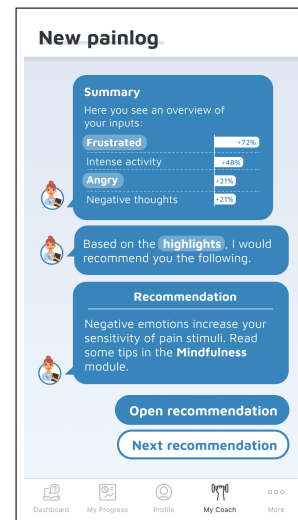 New painlog
Summary
Here you see an overview of
your inputs:
Frustrated +72%
Intense activity +48%
Angry +21%
Negative thoughts +21%
Based on the highlights, I would
recommend you the following.
Recommendation
Negative emotions increase your
sensitivity of pain stimuli. Read
some tips in the Mindfulness
module.
Open recommendation
Next recommendation
Dashboard My Progress Profile My Coach More